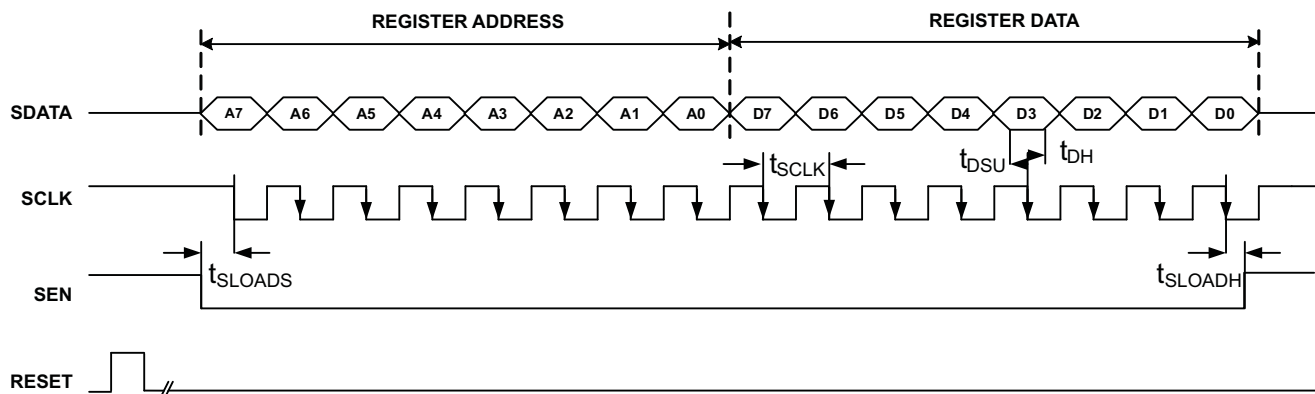 REGISTER ADDRESS REGISTER DATA
SDATA A7 A6 A5 A4 A3 A2 A1 A0 D7 D6 D5 D4 D3 D2 D1 D0
tSCLK tDSU tDH
SCLK
tSLOADS tSLOADH
SEN
RESET